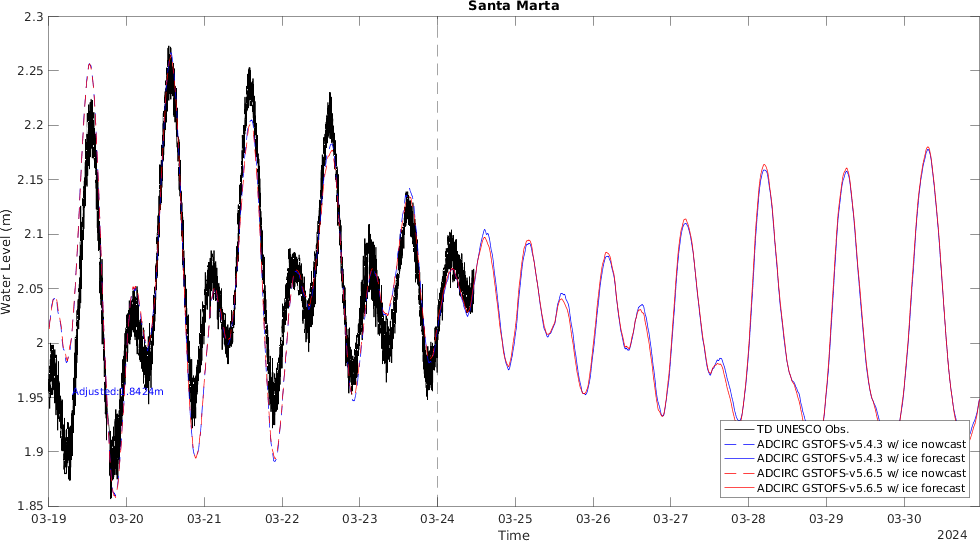 Santa Marta
2.3
2.25
2.2
2.15
2.1
2.05
2
1.95
1.9
1.85
Water Level (m)
Adjusted:1.8424m
TD UNESCO Obs.
ADCIRC GSTOFS-v5.4.3 w/ ice nowcast
ADCIRC GSTOFS-v5.4.3 w/ ice forecast
ADCIRC GSTOFS-v5.6.5 w/ ice nowcast
ADCIRC GSTOFS-v5.6.5 w/ ice forecast
03-19 03-20 03-21 03-22 03-23 03-24 03-25 03-26 03-27 03-28 03-29 03-30
Time
2024